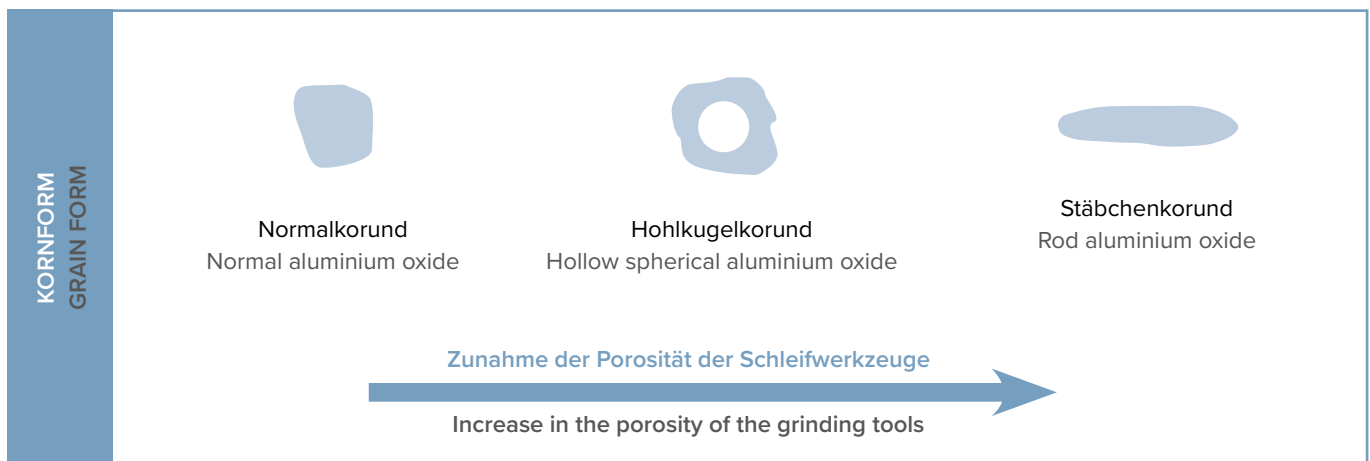 KORNFORM
GRAIN FORM
Normalkorund
Normal aluminium oxide
Hohlkugelkorund
Hollow spherical aluminium oxide
Stäbchenkorund
Rod aluminium oxide
Zunahme der Porosität der Schleifwerkzeuge
Increase in the porosity of the grinding tools